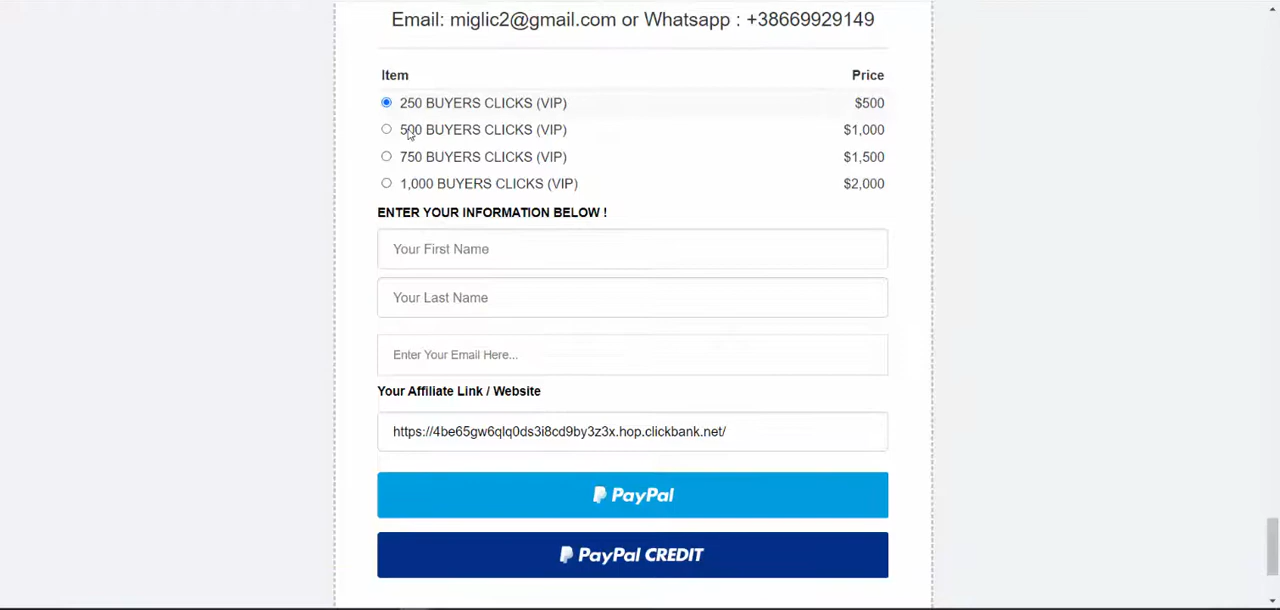 Email: miglic2@gmail.com or Whatsapp : +38669929149
Item Price
250 BUYERS CLICKS (VIP) $500
500 BUYERS CLICKS (VIP) $1,000
750 BUYERS CLICKS (VIP) $1,500
1,000 BUYERS CLICKS (VIP) $2,000
ENTER YOUR INFORMATION BELOW !
Your First Name
Your Last Name
Enter Your Email Here...
Your Affiliate Link / Website
https://4be65gw6qlq0ds3i8cd9by3z3x.hop.clickbank.net/
PayPal
PayPal CREDIT